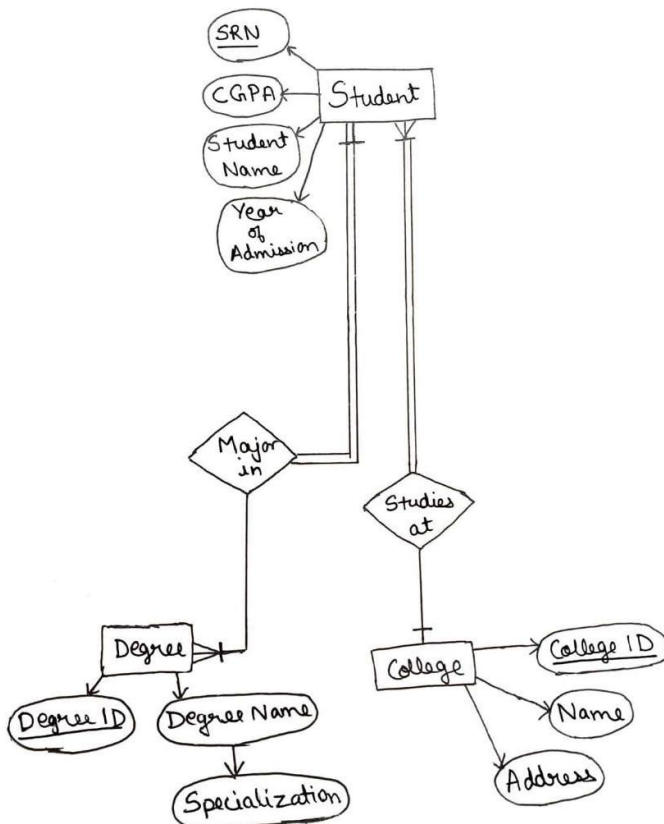 SRN
Student
CGPA
Student
Name
Year
of
Admission
Major
in
Studies
at
Degree
College
College ID
Degree ID
Degree Name
Name
Address
Specialization